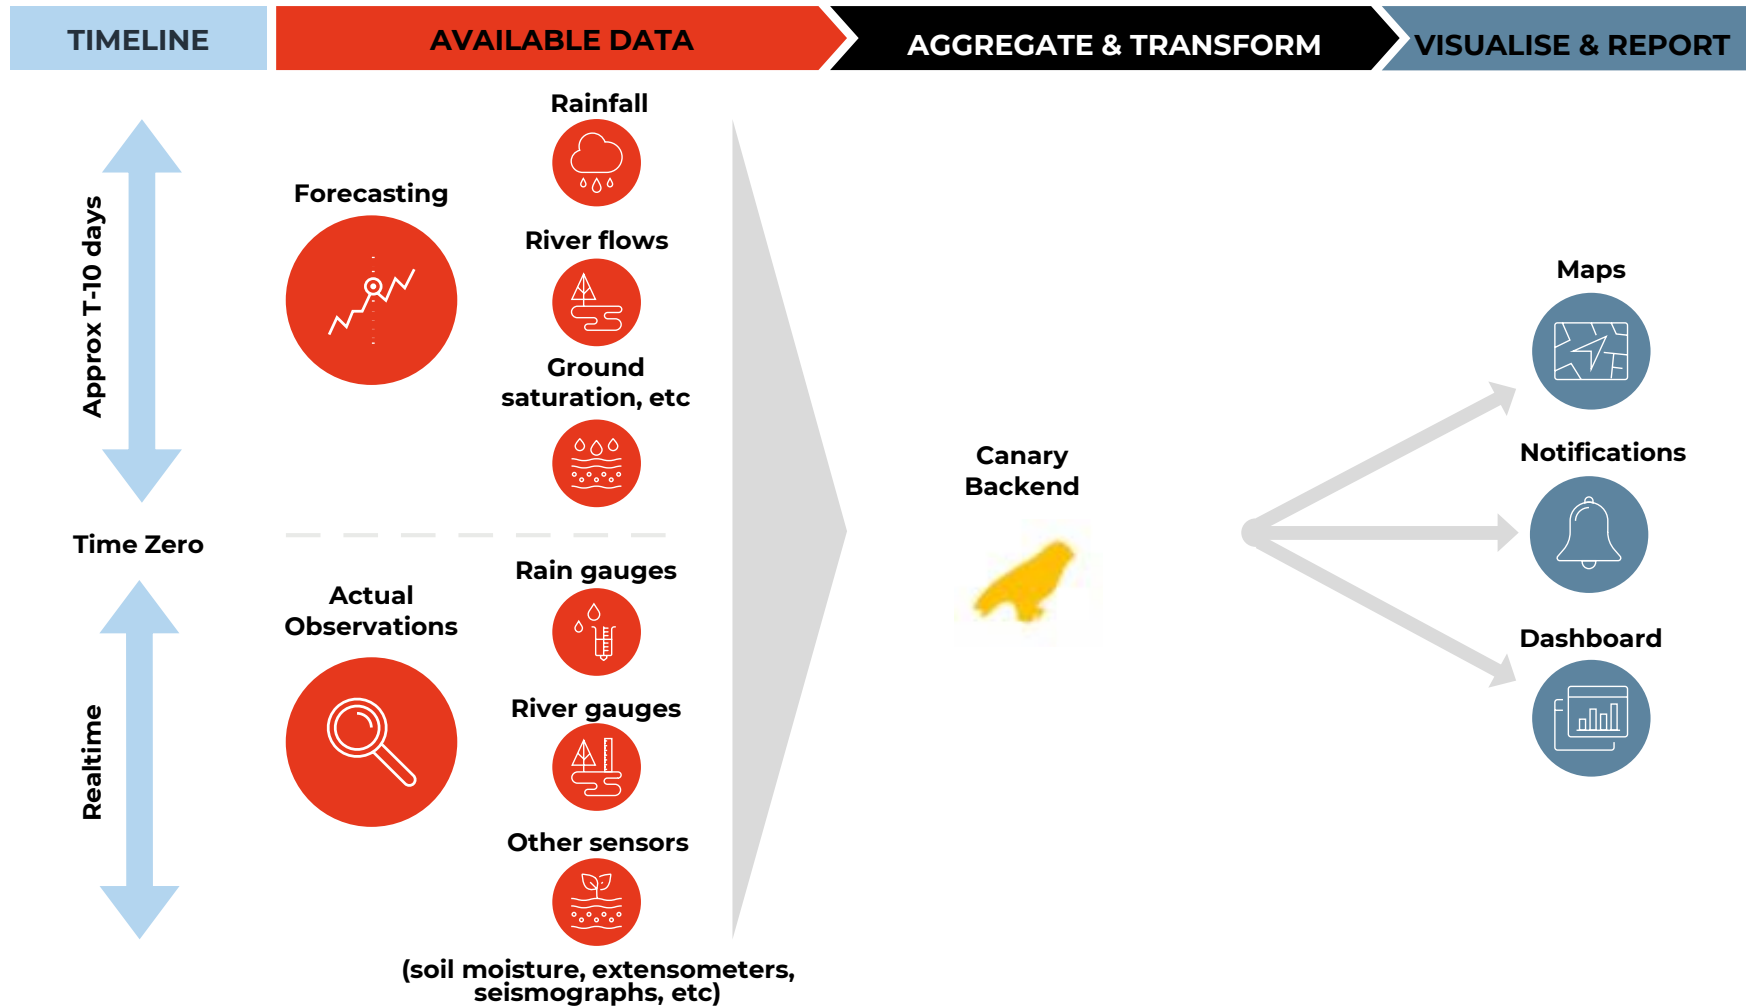 TIMELINE
AVAILABLE DATA
AGGREGATE & TRANSFORM
VISUALISE & REPORT
Approx T-10 days
Time Zero
Realtime
Forecasting
Rainfall
River flows
Ground
saturation, etc
Actual
Observations
Rain gauges
River gauges
Other sensors
(soil moisture, extensometers,
seismographs, etc)
Canary
Backend
Maps
Notifications
Dashboard